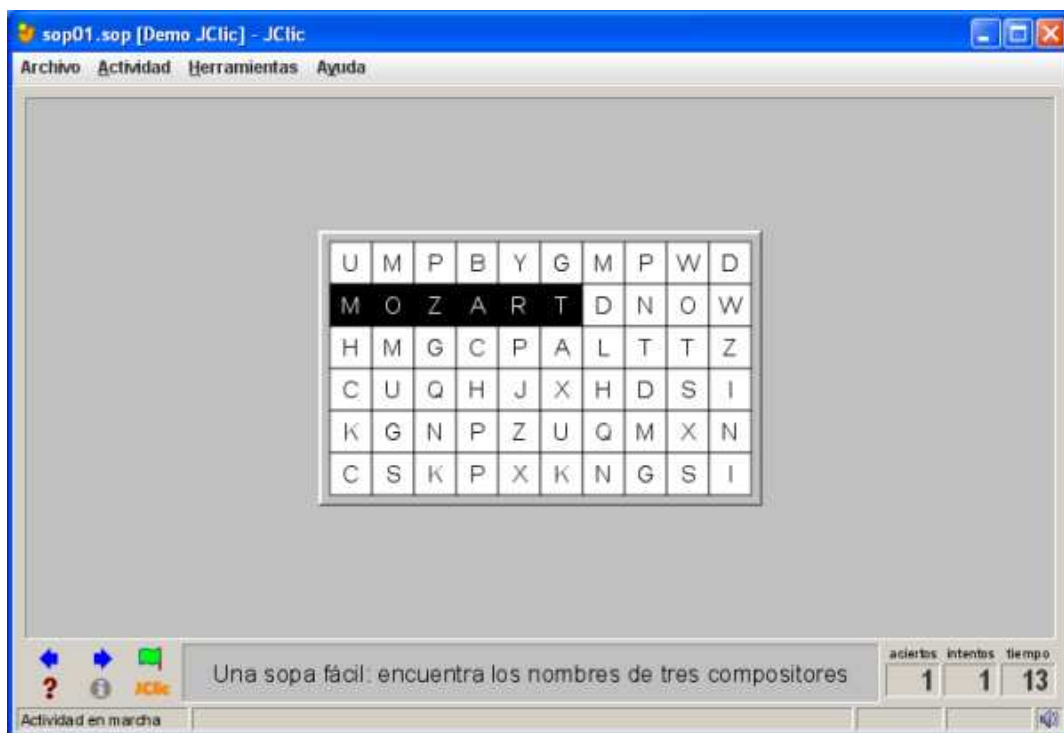 sop01.sop [Demo JClic] - JClic
Archivo Actividad Herramientas Ayuda
U M P B Y G M P W D
M O Z A R T D N O W
H M G C P A L T T Z
C U Q H J X H D S I
K G N P Z U Q M X N
C S K P X K N G S I
Una sopa fácil: encuentra los nombres de tres compositores
aciertos intentos tiempo
1 1 13
? JClic
Actividad en marcha